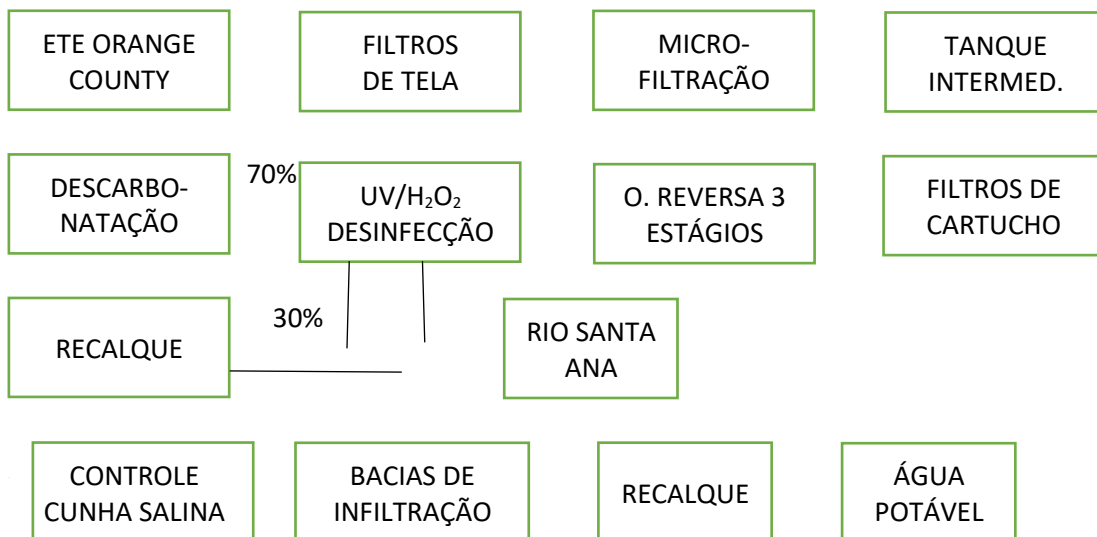 ETE ORANGE
COUNTY
FILTROS
DE TELA
MICRO-
FILTRAÇÃO
TANQUE
INTERMED.
DESCARBO-
NATAÇÃO
70%
UV/H₂O₂
DESINFECÇÃO
O. REVERSA 3
ESTÁGIOS
FILTROS DE
CARTUCHO
RECALQUE
30%
RIO SANTA
ANA
CONTROLE
CUNHA SALINA
BACIAS DE
INFILTRAÇÃO
RECALQUE
ÁGUA
POTÁVEL